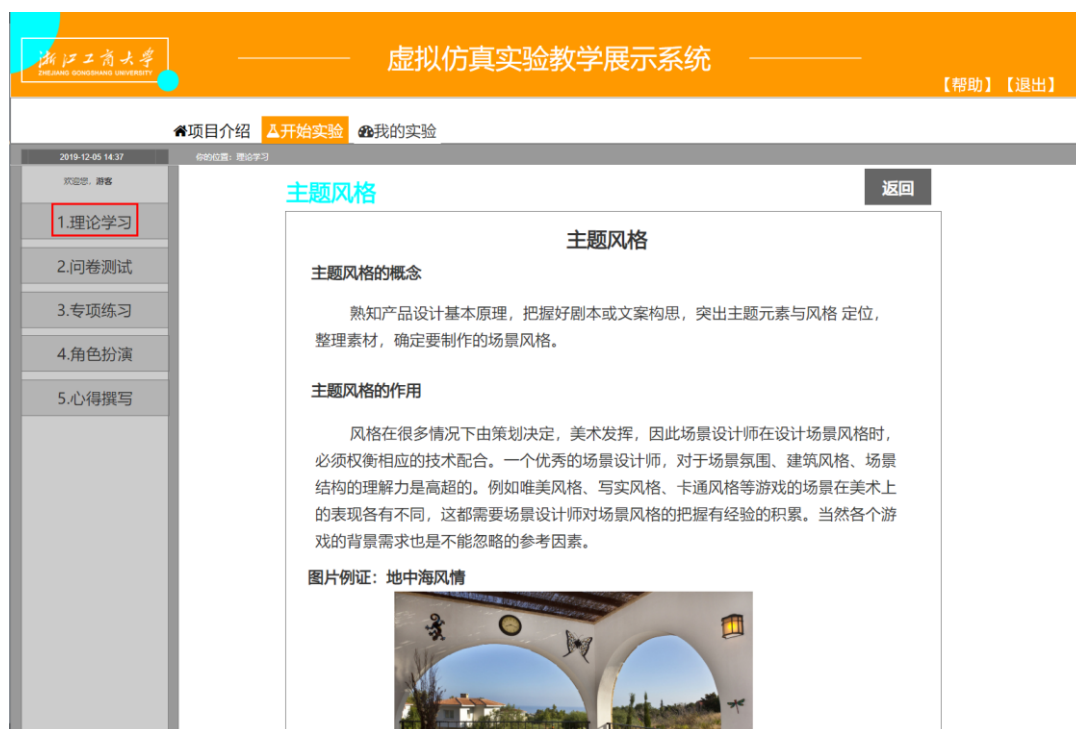 浙江工商大学
ZHEJIANG GONGSHANG UNIVERSITY
虚拟仿真实验教学展示系统
【帮助】【退出】
项目介绍 开始实验 我的实验
2019-12-05 14:37
你的位置：理论学习
欢迎您，游客
1.理论学习
2.问卷测试
3.专项练习
4.角色扮演
5.心得撰写
主题风格
返回
主题风格
主题风格的概念
熟知产品设计基本原理，把握好剧本或文案构思，突出主题元素与风格 定位，
整理素材，确定要制作的场景风格。
主题风格的作用
风格在很多情况下由策划决定，美术发挥，因此场景设计师在设计场景风格时，
必须权衡相应的技术配合。一个优秀的场景设计师，对于场景氛围、建筑风格、场景
结构的理解力是高超的。例如唯美风格、写实风格、卡通风格等游戏的场景在美术上
的表现各有不同，这都需要场景设计师对场景风格的把握有经验的积累。当然各个游
戏的背景需求也是不能忽略的参考因素。
图片例证：地中海风情